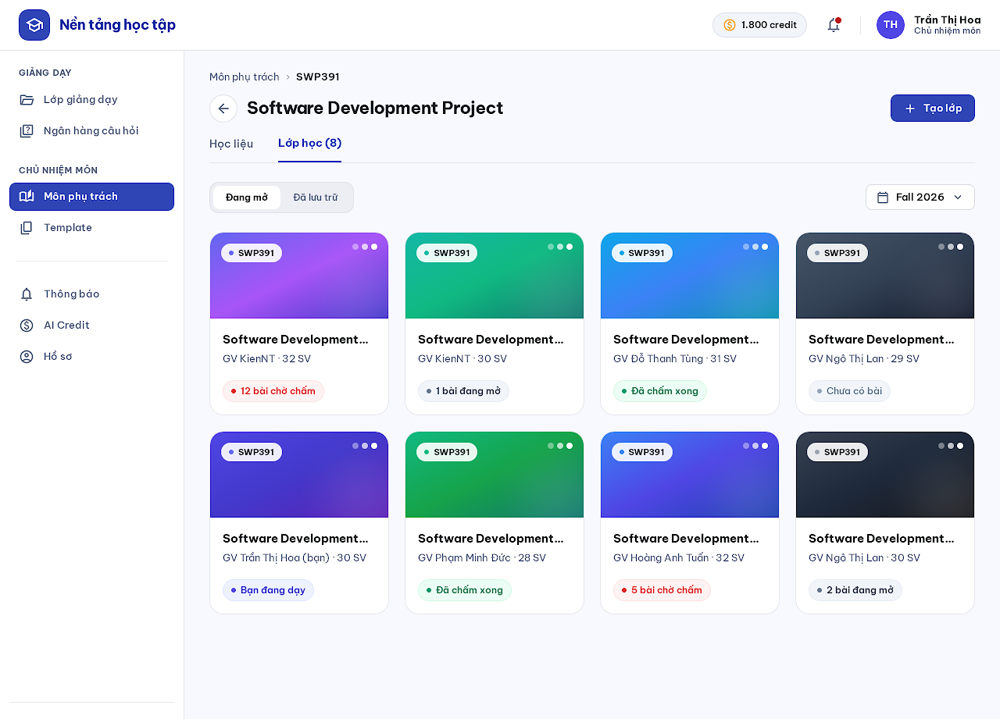 Nền tảng học tập
1.800 credit
TH
Trần Thị Hoa
Chủ nhiệm môn
GIẢNG DẠY
Lớp giảng dạy
Ngân hàng câu hỏi
CHỦ NHIỆM MÔN
Môn phụ trách
Template
Thông báo
AI Credit
Hồ sơ
Môn phụ trách › SWP391
Software Development Project
Tạo lớp
Học liệu
Lớp học (8)
Đang mở
Đã lưu trữ
Fall 2026
SWP391
Software Development...
GV KienNT · 32 SV
12 bài chờ chấm
SWP391
Software Development...
GV KienNT · 30 SV
1 bài đang mở
SWP391
Software Development...
GV Đỗ Thanh Tùng · 31 SV
Đã chấm xong
SWP391
Software Development...
GV Ngô Thị Lan · 29 SV
Chưa có bài
SWP391
Software Development...
GV Trần Thị Hoa (bạn) · 30 SV
Bạn đang dạy
SWP391
Software Development...
GV Phạm Minh Đức · 28 SV
Đã chấm xong
SWP391
Software Development...
GV Hoàng Anh Tuấn · 32 SV
5 bài chờ chấm
SWP391
Software Development...
GV Ngô Thị Lan · 30 SV
2 bài đang mở